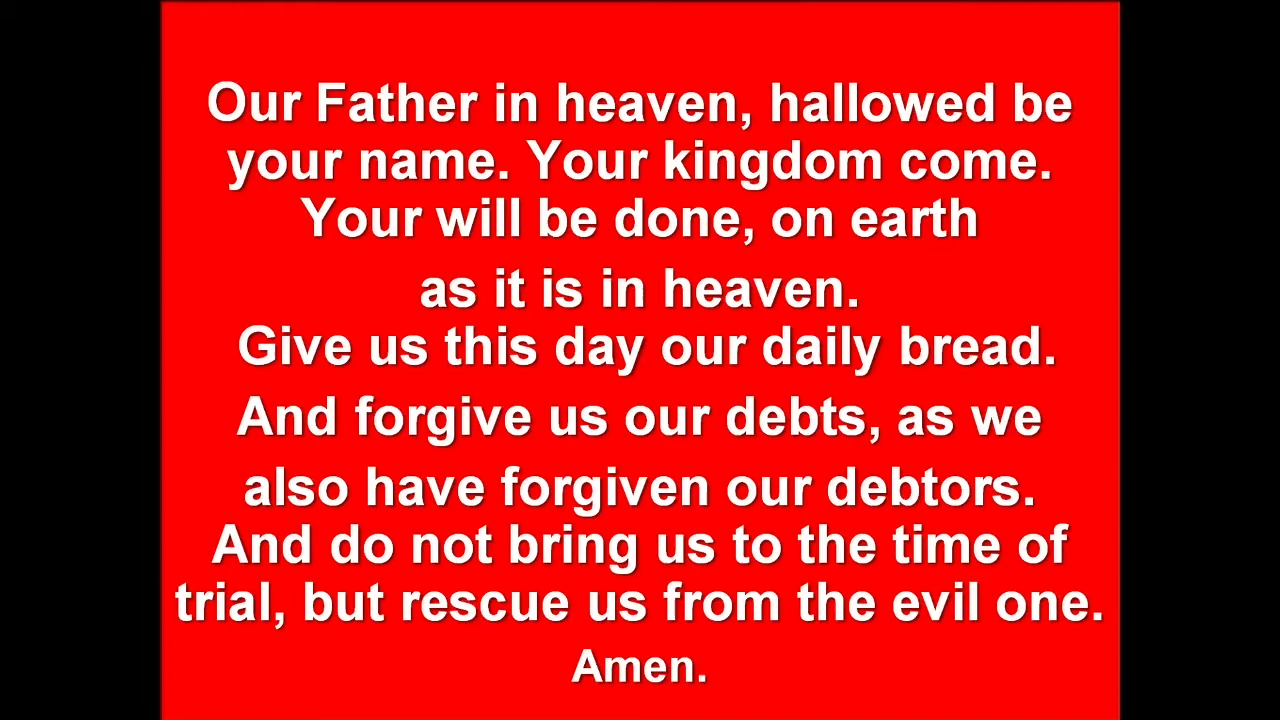 Our Father in heaven, hallowed be
your name. Your kingdom come.
Your will be done, on earth
as it is in heaven.
Give us this day our daily bread.
And forgive us our debts, as we
also have forgiven our debtors.
And do not bring us to the time of
trial, but rescue us from the evil one.
Amen.